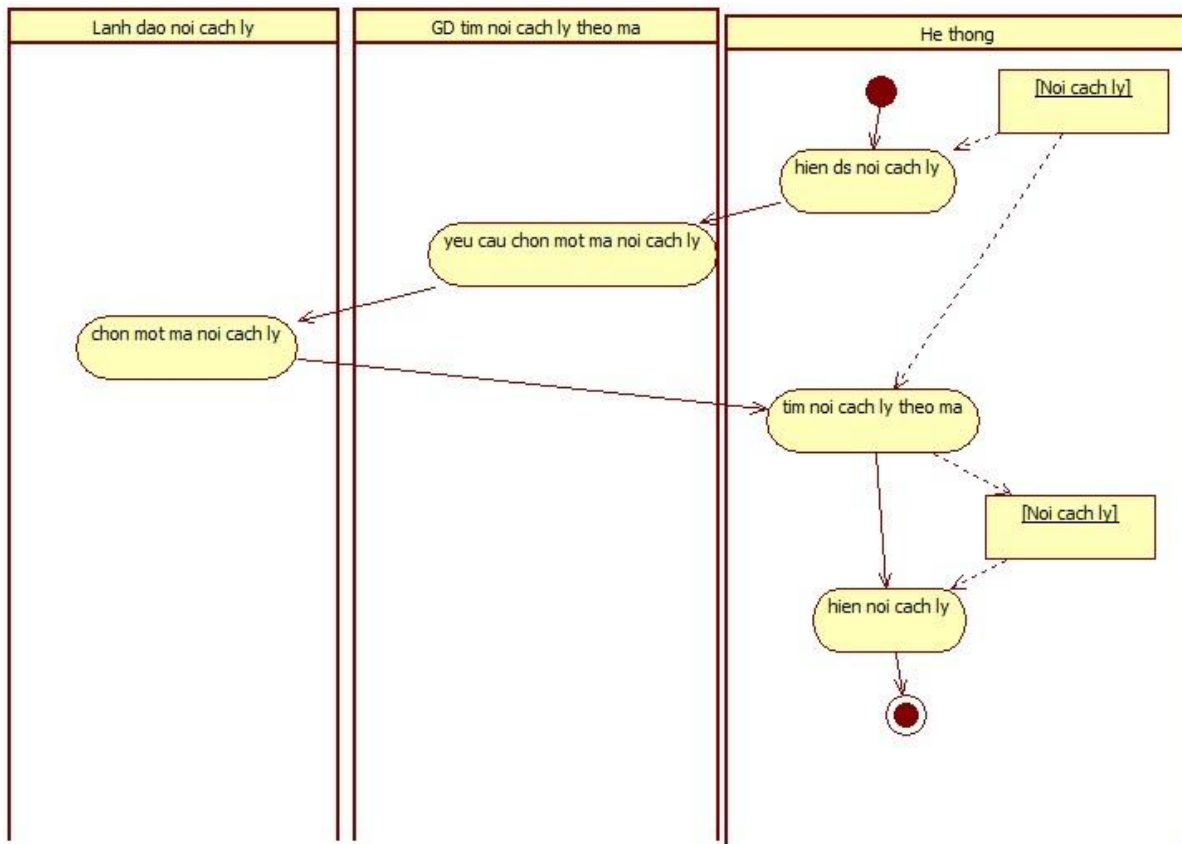 Lanh dao noi cach ly
GD tim noi cach ly theo ma
He thong
[Noi cach ly]
hien ds noi cach ly
yeu cau chon mot ma noi cach ly
chon mot ma noi cach ly
tim noi cach ly theo ma
[Noi cach ly]
hien noi cach ly